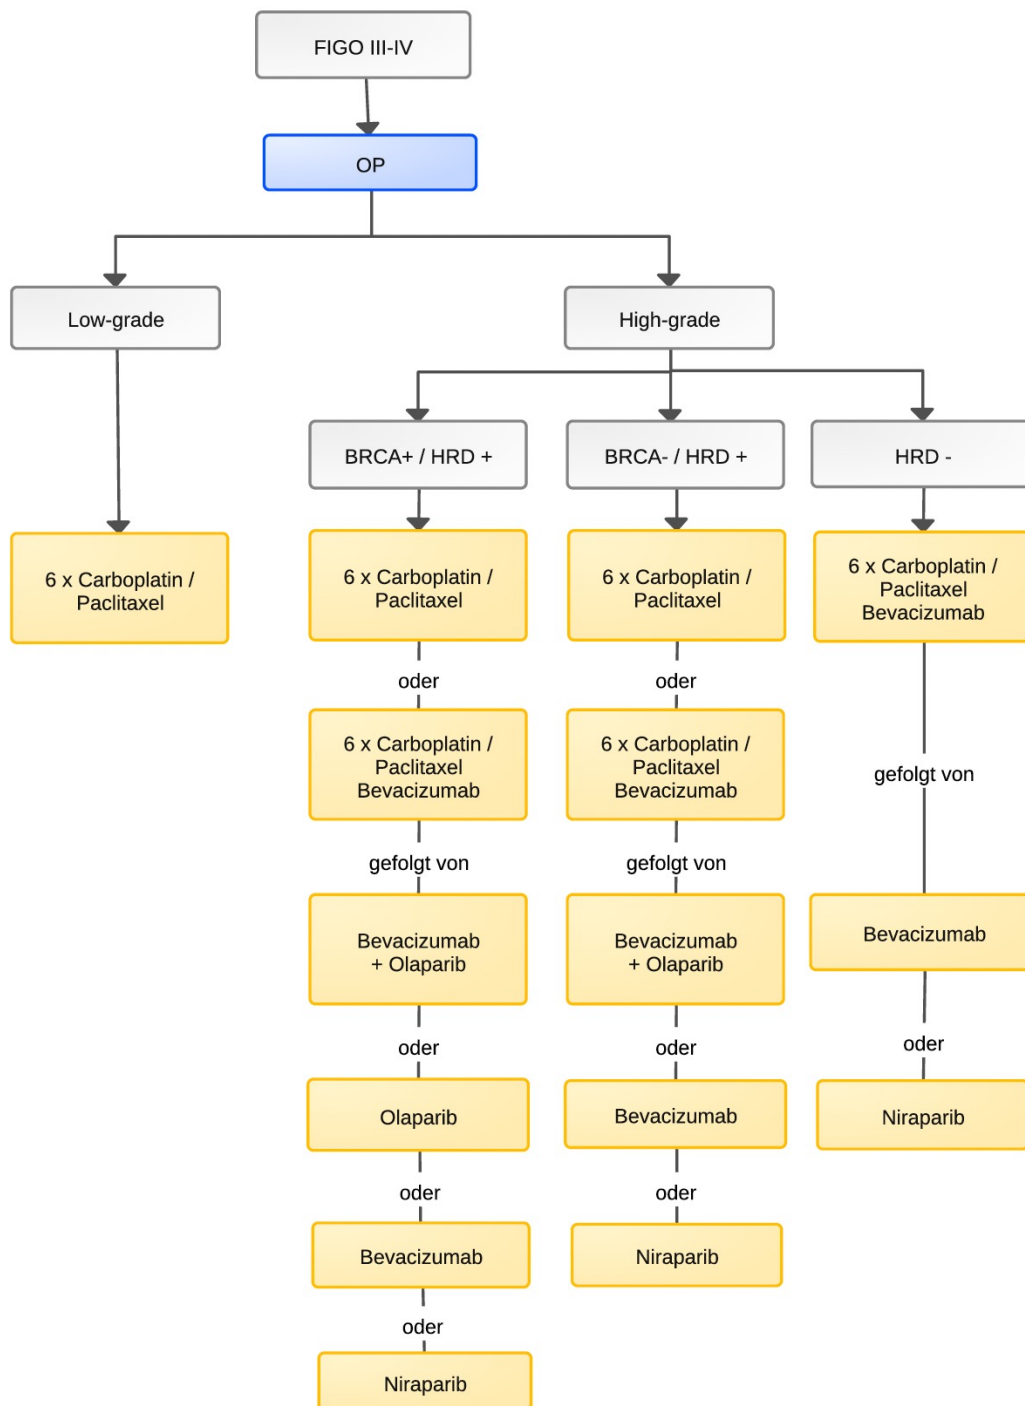 FIGO III-IV
OP
Low-grade
High-grade
BRCA+ / HRD +
BRCA- / HRD +
HRD -
6 x Carboplatin /
Paclitaxel
6 x Carboplatin /
Paclitaxel
6 x Carboplatin /
Paclitaxel
6 x Carboplatin /
Paclitaxel
Bevacizumab
oder
oder
6 x Carboplatin /
Paclitaxel
Bevacizumab
6 x Carboplatin /
Paclitaxel
Bevacizumab
gefolgt von
gefolgt von
gefolgt von
Bevacizumab
+ Olaparib
Bevacizumab
+ Olaparib
Bevacizumab
oder
oder
oder
Olaparib
Bevacizumab
Niraparib
oder
oder
Bevacizumab
Niraparib
oder
Niraparib